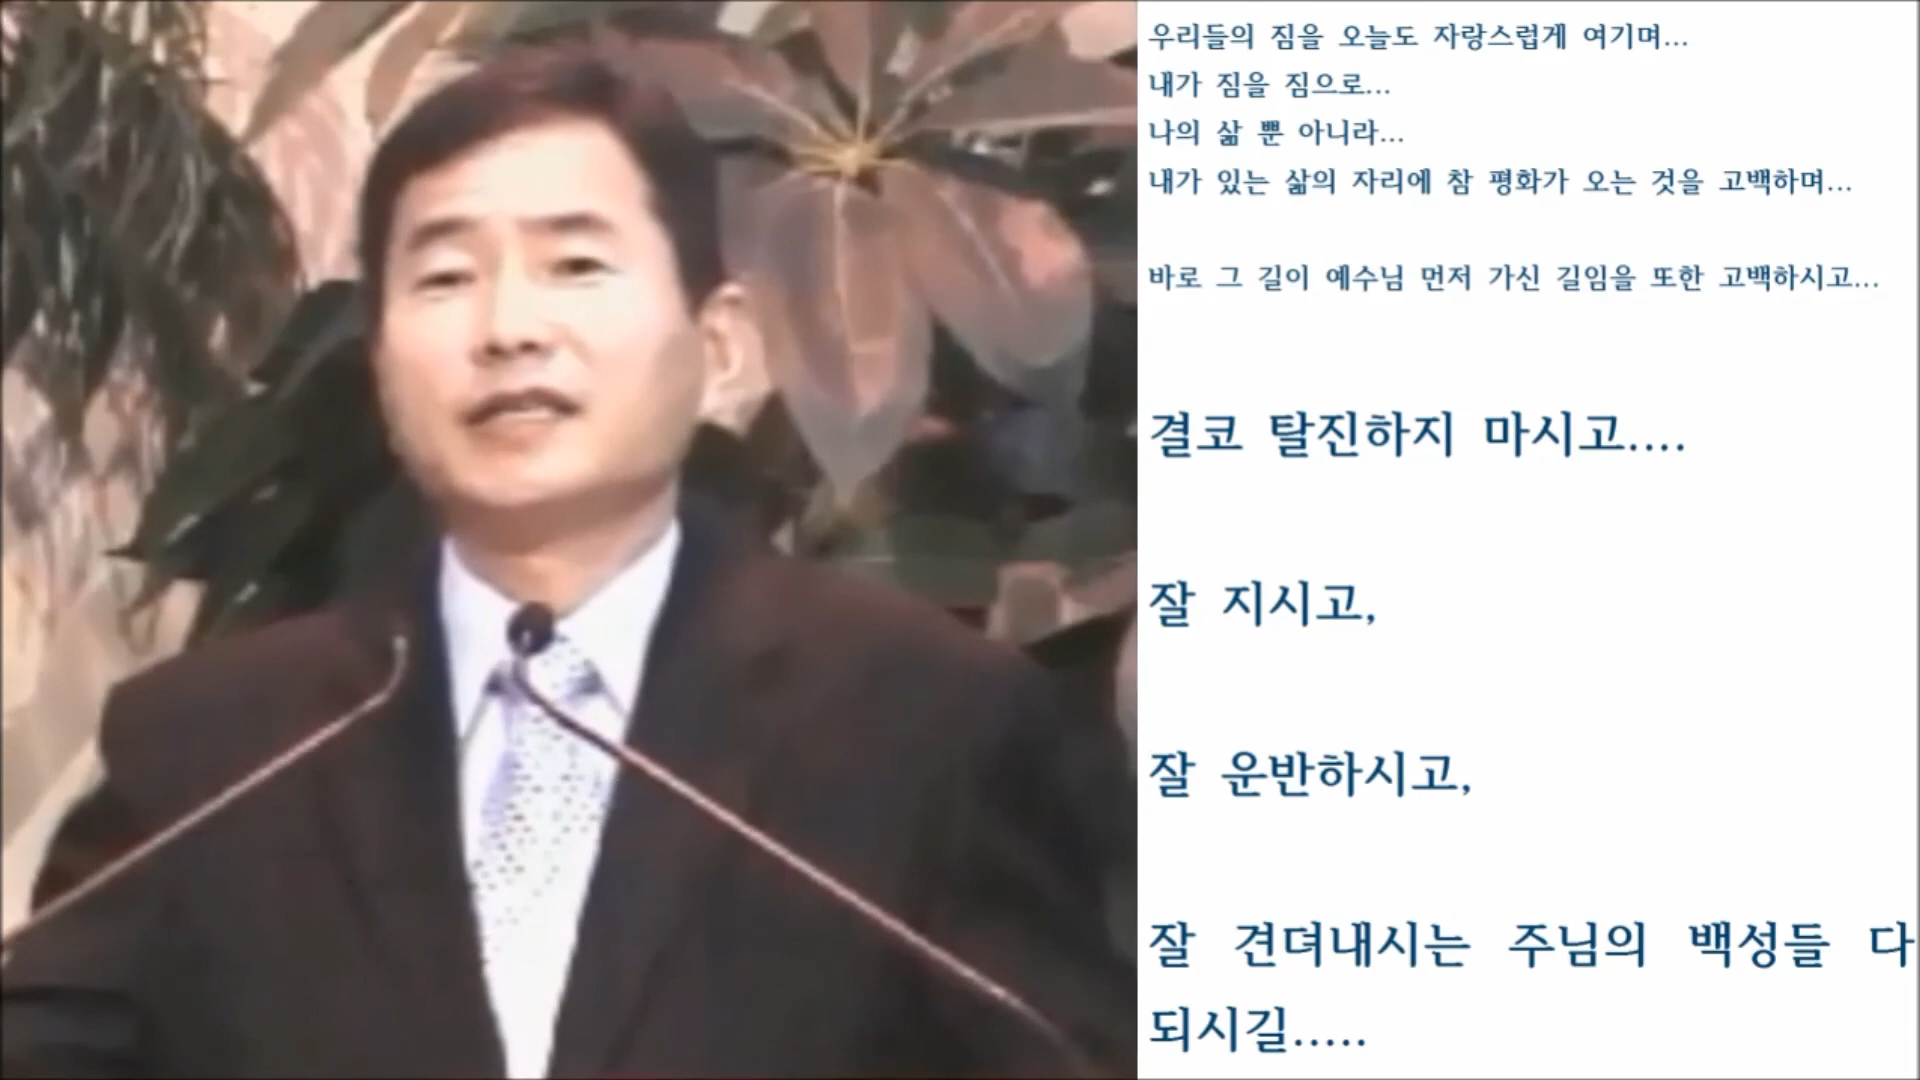 우리들의 짐을 오늘도 자랑스럽게 여기며...
내가 짐을 짐으로...
나의 삶 뿐 아니라...
내가 있는 삶의 자리에 참 평화가 오는 것을 고백하며...
바로 그 길이 예수님 먼저 가신 길임을 또한 고백하시고...
결코 탈진하지 마시고....
잘 지시고,
잘 운반하시고,
잘 견뎌내시는 주님의 백성들 다
되시길.....